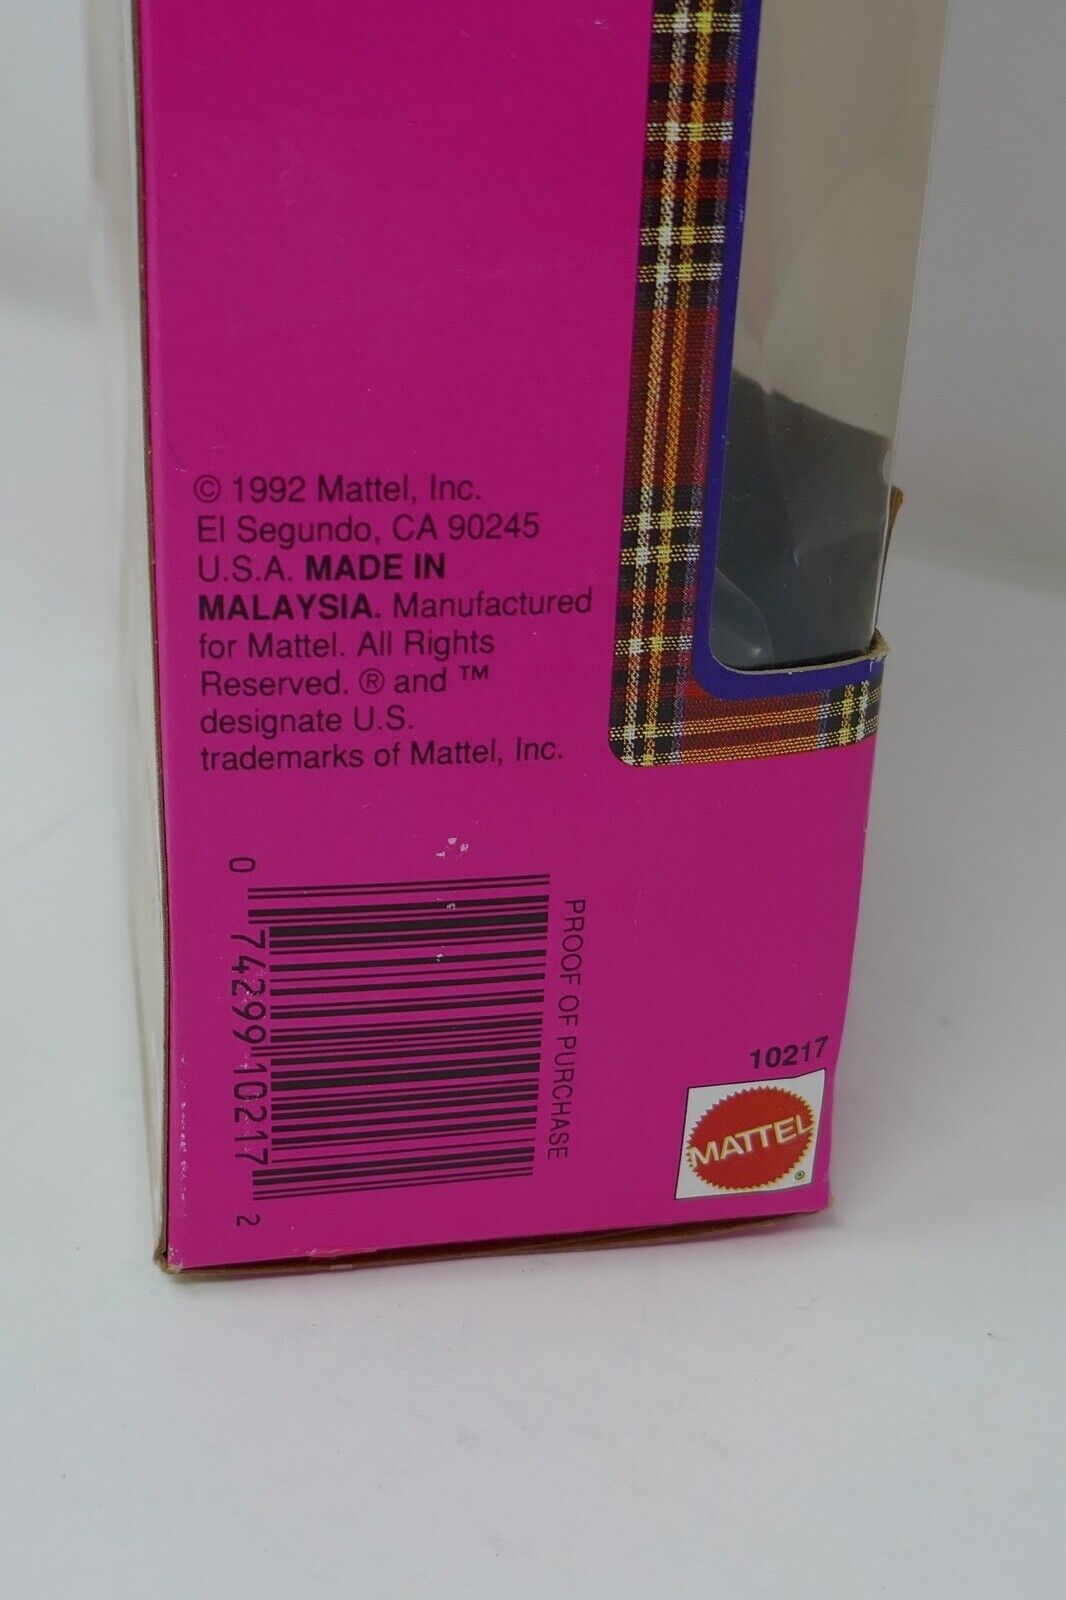 © 1992 Mattel, Inc.
El Segundo, CA 90245
U.S.A. MADE IN
MALAYSIA. Manufactured
for Mattel. All Rights
Reserved. ® and ™
designate U.S.
trademarks of Mattel, Inc.
0 74299 10217 2
PROOF OF PURCHASE
10217
MATTEL®